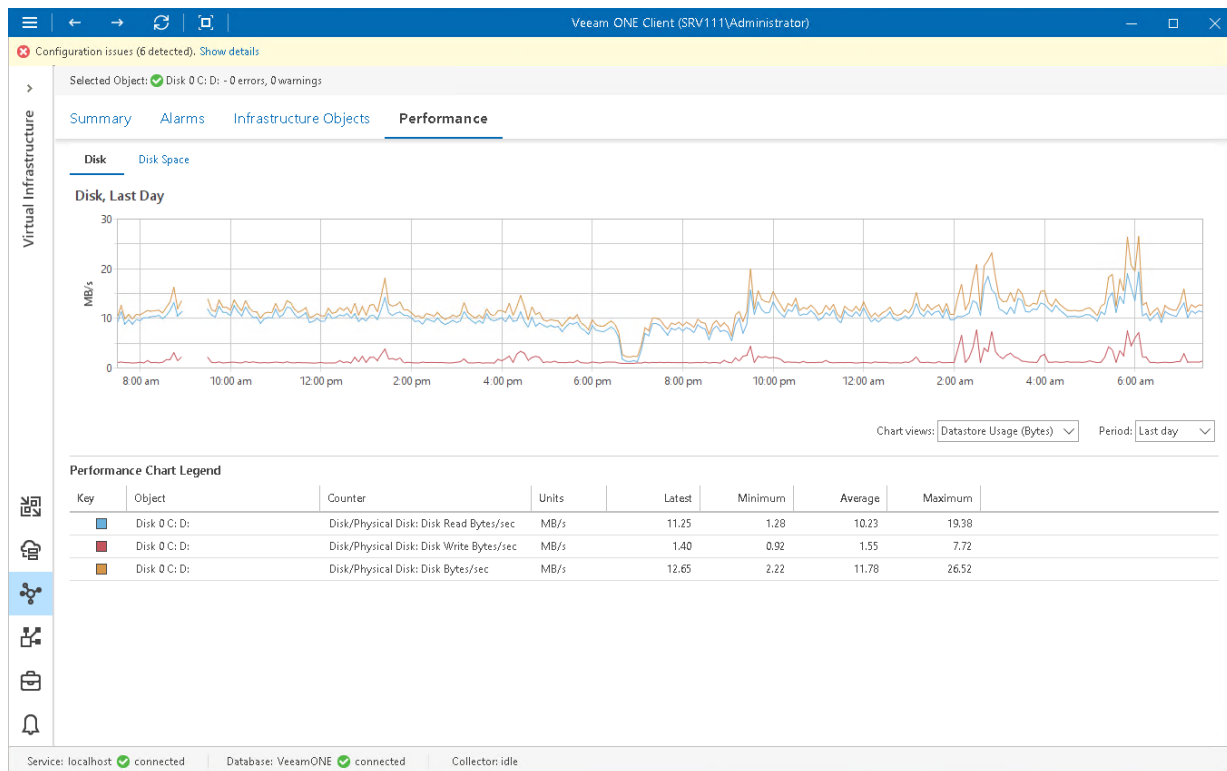 Veeam ONE Client (SRV111\Administrator)
Configuration issues (6 detected). Show details
Selected Object: Disk 0 C: D: - 0 errors, 0 warnings
Virtual Infrastructure
Summary Alarms Infrastructure Objects Performance
Disk Disk Space
Disk, Last Day
MB/s
30
20
10
0
8:00 am 10:00 am 12:00 pm 2:00 pm 4:00 pm 6:00 pm 8:00 pm 10:00 pm 12:00 am 2:00 am 4:00 am 6:00 am
Chart views: Datastore Usage (Bytes) Period: Last day
Performance Chart Legend
Key Object Counter Units Latest Minimum Average Maximum
Disk 0 C: D: Disk/Physical Disk: Disk Read Bytes/sec MB/s 11.25 1.28 10.23 19.38
Disk 0 C: D: Disk/Physical Disk: Disk Write Bytes/sec MB/s 1.40 0.92 1.55 7.72
Disk 0 C: D: Disk/Physical Disk: Disk Bytes/sec MB/s 12.65 2.22 11.78 26.52
Service: localhost connected Database: VeeamONE connected Collector: idle